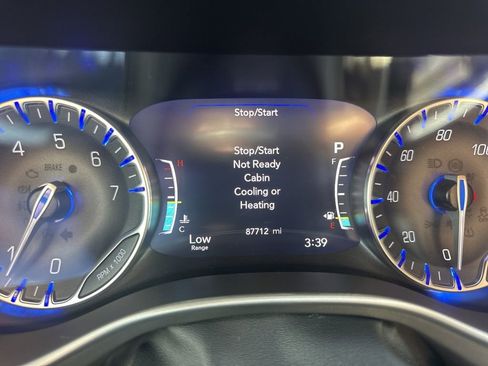 Stop/Start
Stop/Start
Not Ready
Cabin
Cooling or
Heating
P
H
C
F
E
Low
Range
87712 mi
3:39
BRAKE
0
1
4
5
6
7
RPM x 1000
0
20
40
60
80
100